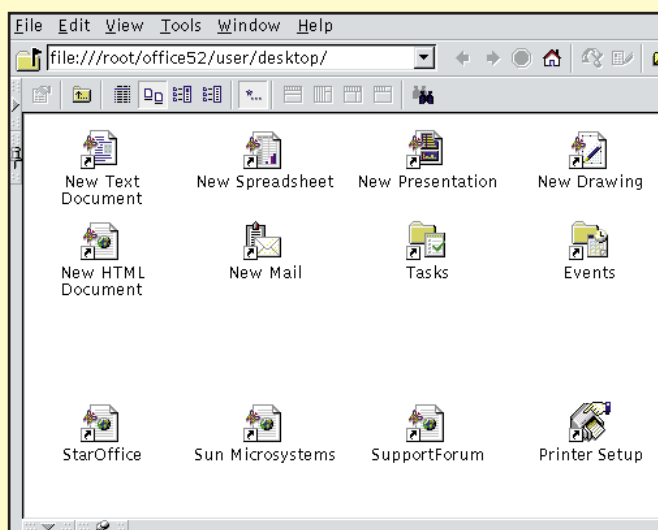 File Edit View Tools Window Help
file:///root/office52/user/desktop/
New Text
Document
New Spreadsheet
New Presentation
New Drawing
New HTML
Document
New Mail
Tasks
Events
StarOffice
Sun Microsystems
SupportForum
Printer Setup